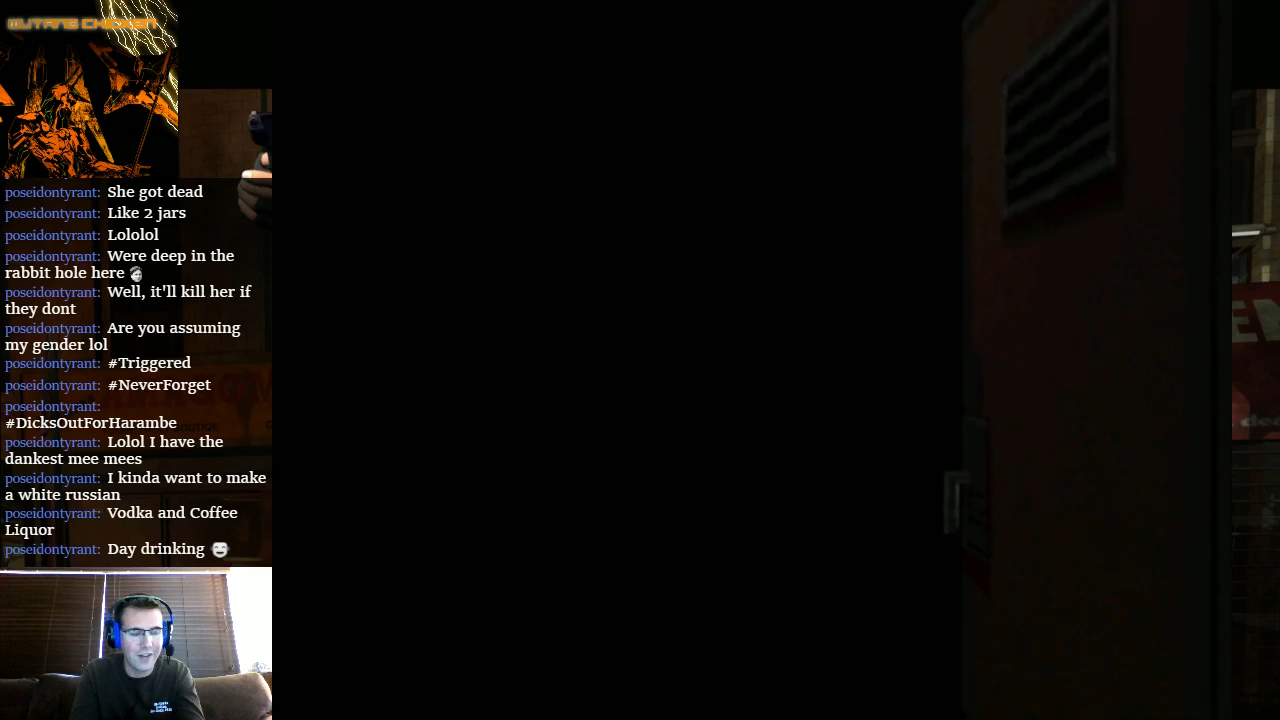 WUTANG CHICKEN
poseidontyrant: She got dead
poseidontyrant: Like 2 jars
poseidontyrant: Lololol
poseidontyrant: Were deep in the
rabbit hole here
poseidontyrant: Well, it'll kill her if
they dont
poseidontyrant: Are you assuming
my gender lol
poseidontyrant: #Triggered
poseidontyrant: #NeverForget
poseidontyrant:
#DicksOutForHarambe
poseidontyrant: Lolol I have the
dankest mee mees
poseidontyrant: I kinda want to make
a white russian
poseidontyrant: Vodka and Coffee
Liquor
poseidontyrant: Day drinking